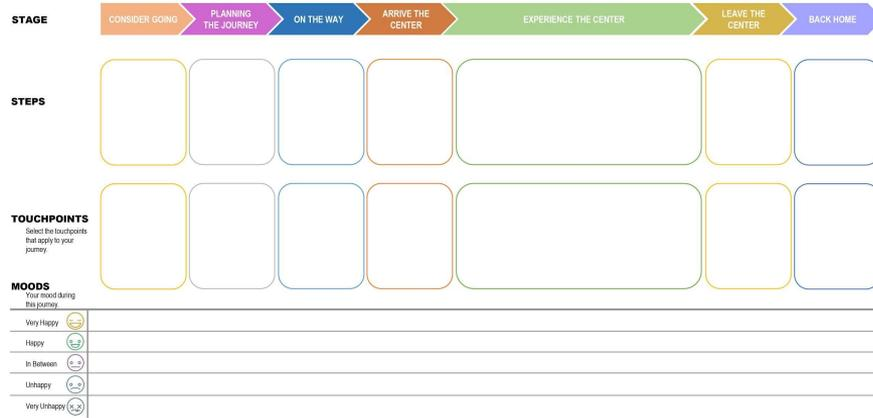 STAGE
CONSIDER GOING
PLANNING
THE JOURNEY
ON THE WAY
ARRIVE THE
CENTER
EXPERIENCE THE CENTER
LEAVE THE
CENTER
BACK HOME
STEPS
TOUCHPOINTS
Select the touchpoints
that apply to your
journey.
MOODS
Your mood during
this journey.
Very Happy
Happy
In Between
Unhappy
Very Unhappy